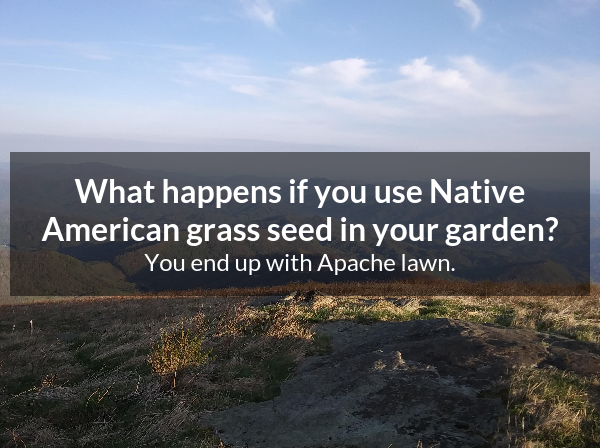 What happens if you use Native
American grass seed in your garden?
You end up with Apache lawn.